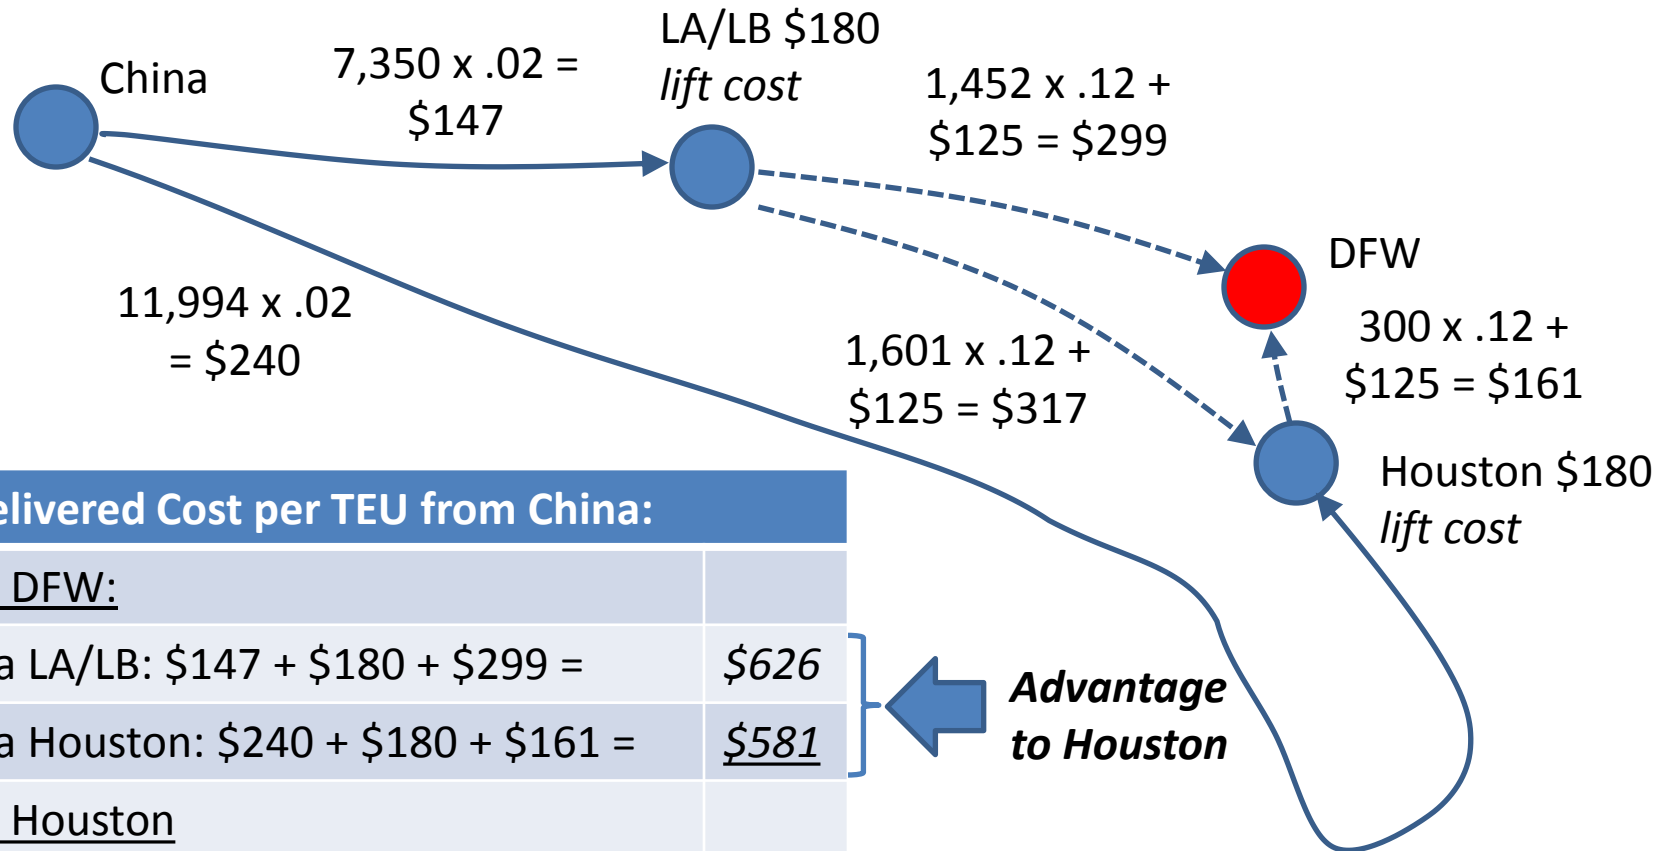 China
7,350 x .02 =
$147
LA/LB $180
lift cost
1,452 x .12 +
$125 = $299
DFW
300 x .12 +
$125 = $161
11,994 x .02
= $240
1,601 x .12 +
$125 = $317
Houston $180
lift cost
elivered Cost per TEU from China:
DFW:
a LA/LB: $147 + $180 + $299 = $626
a Houston: $240 + $180 + $161 = $581
Houston
Advantage
to Houston